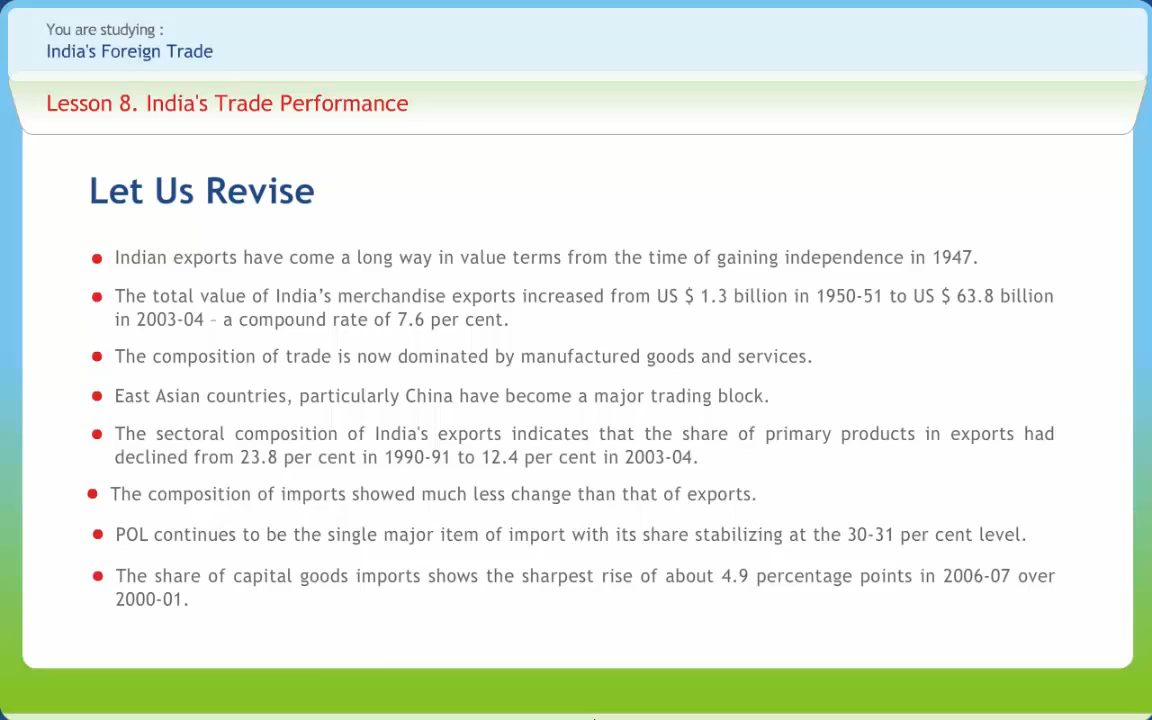 You are studying :
India's Foreign Trade
Lesson 8. India's Trade Performance
Let Us Revise
• Indian exports have come a long way in value terms from the time of gaining independence in 1947.
• The total value of India’s merchandise exports increased from US $ 1.3 billion in 1950-51 to US $ 63.8 billion
in 2003-04 – a compound rate of 7.6 per cent.
• The composition of trade is now dominated by manufactured goods and services.
• East Asian countries, particularly China have become a major trading block.
• The sectoral composition of India's exports indicates that the share of primary products in exports had
declined from 23.8 per cent in 1990-91 to 12.4 per cent in 2003-04.
• The composition of imports showed much less change than that of exports.
• POL continues to be the single major item of import with its share stabilizing at the 30-31 per cent level.
• The share of capital goods imports shows the sharpest rise of about 4.9 percentage points in 2006-07 over
2000-01.